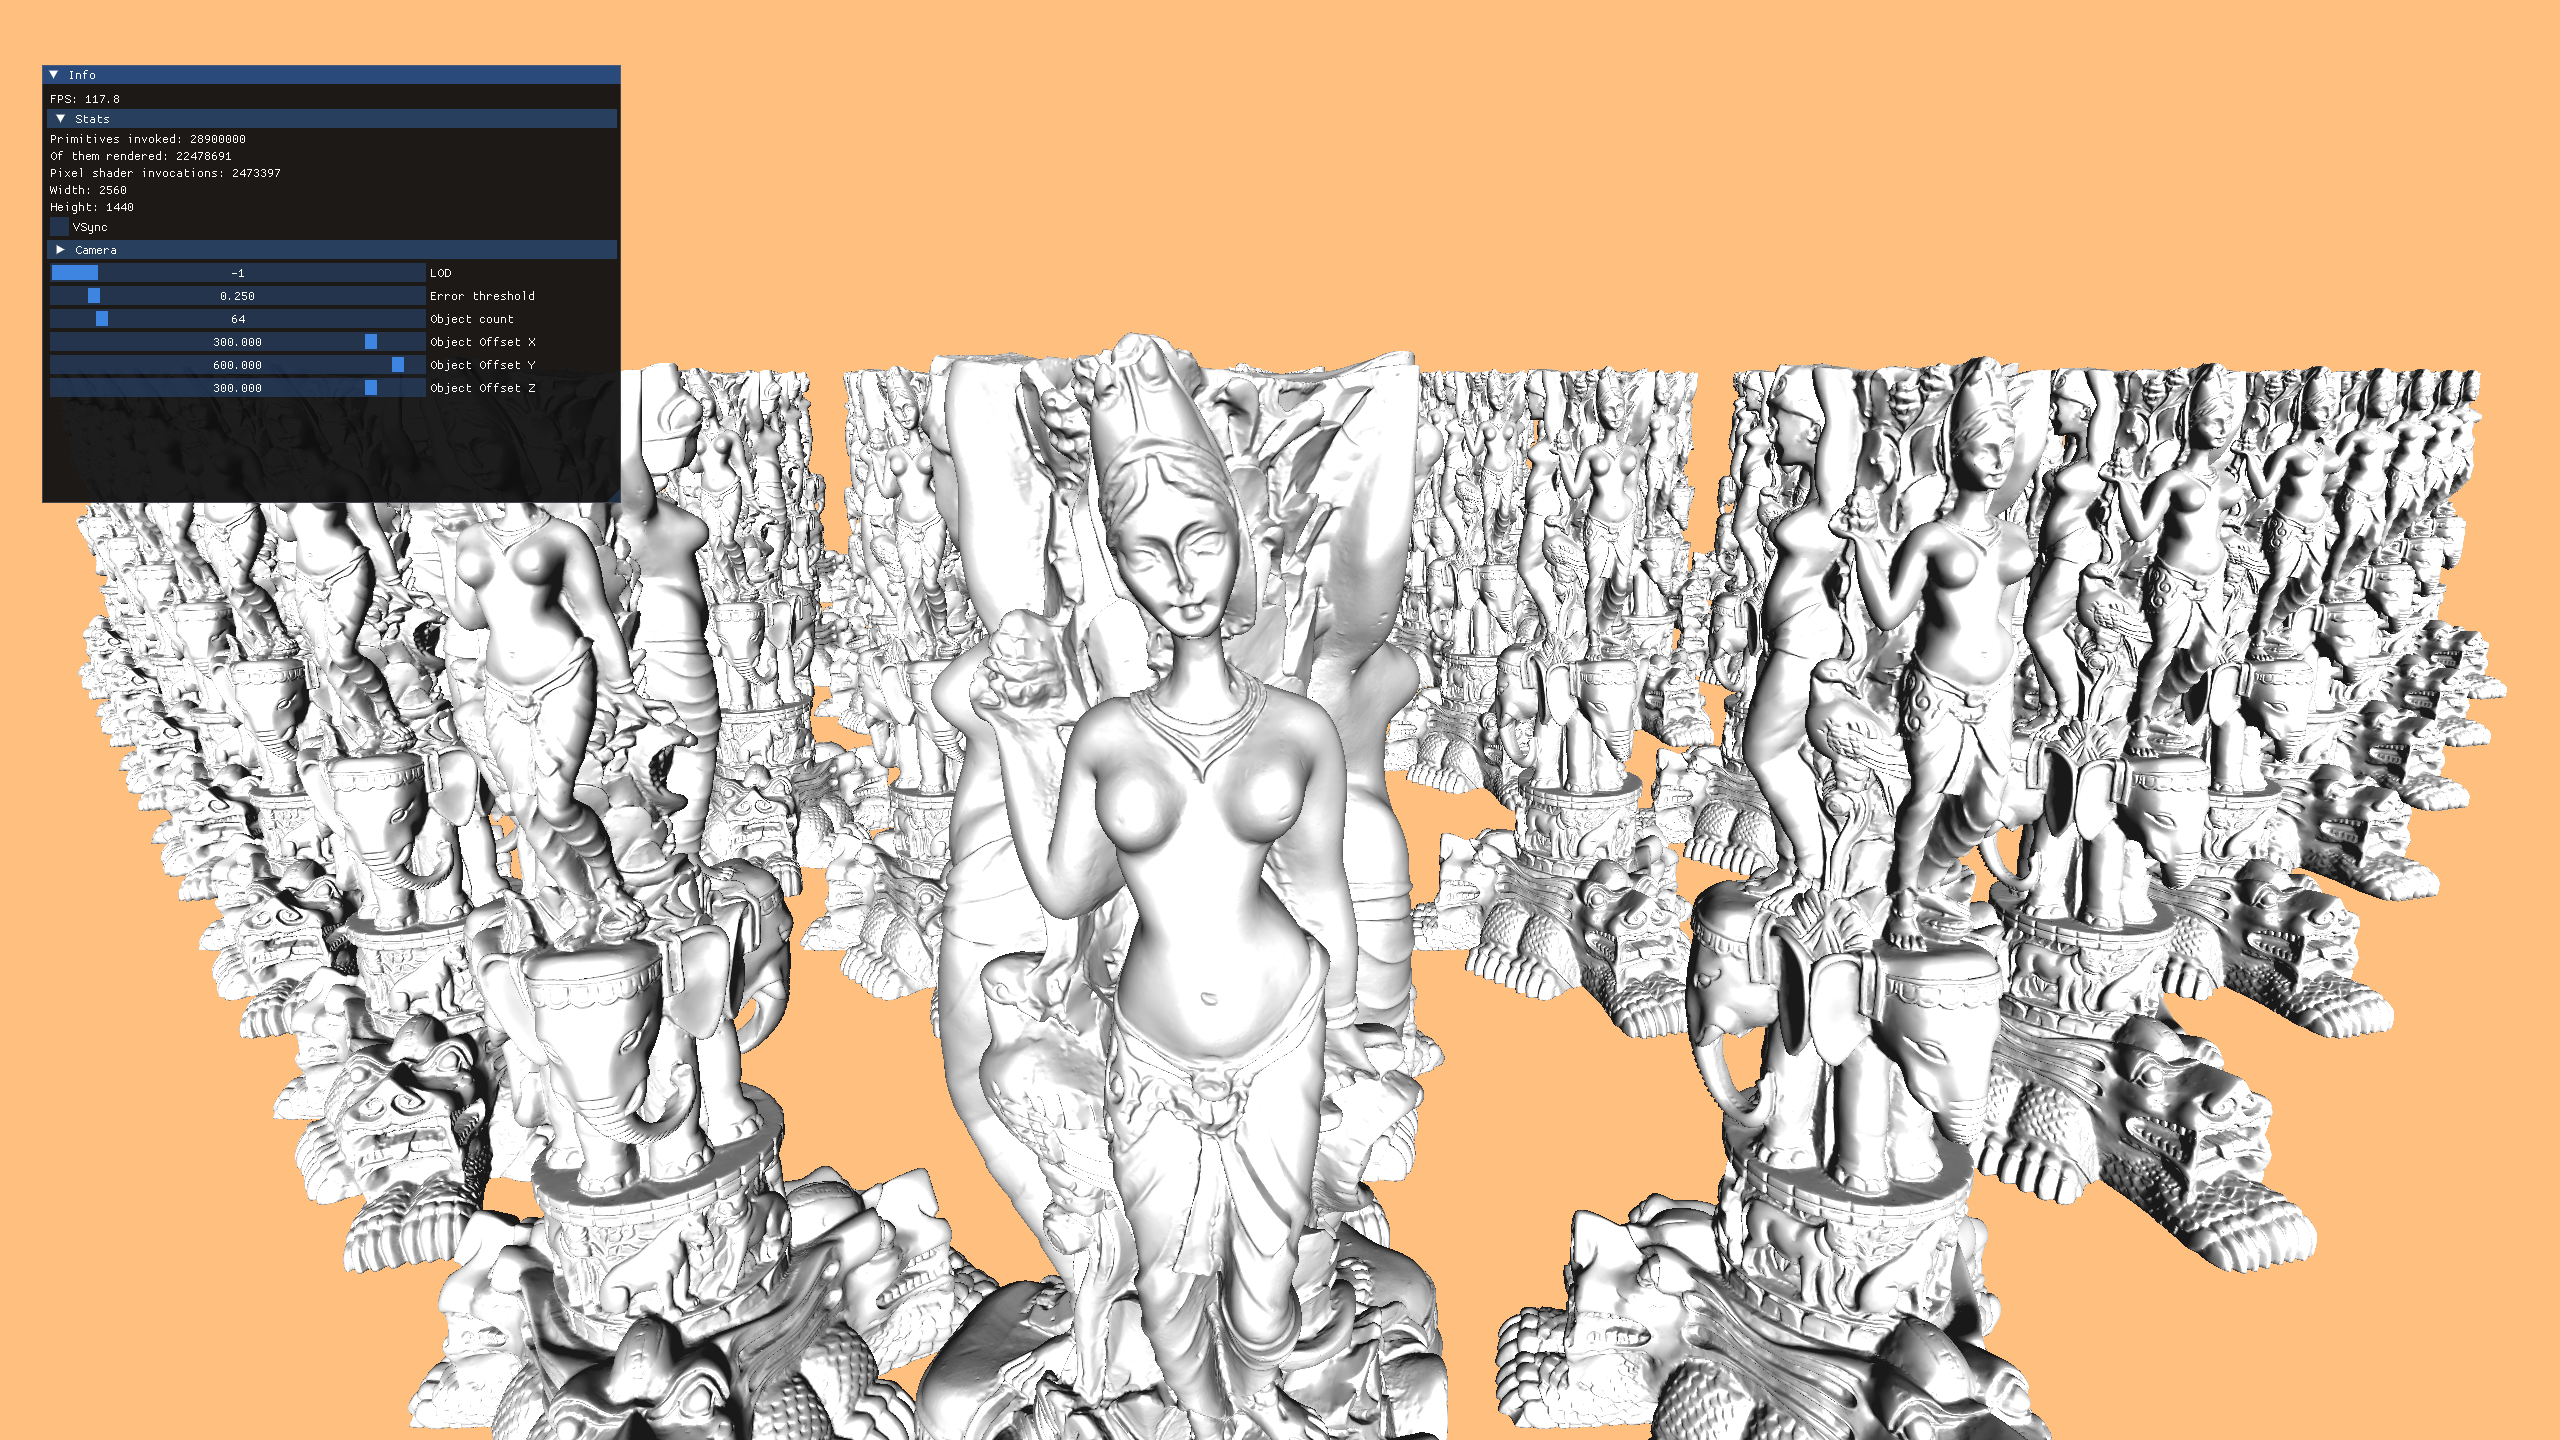 Info
FPS: 117.8
Stats
Primitives invoked: 28900000
Of them rendered: 22478691
Pixel shader invocations: 2473397
Width: 2560
Height: 1440
VSync
Camera
-1 LOD
0.250 Error threshold
64 Object count
300.000 Object Offset X
600.000 Object Offset Y
300.000 Object Offset Z